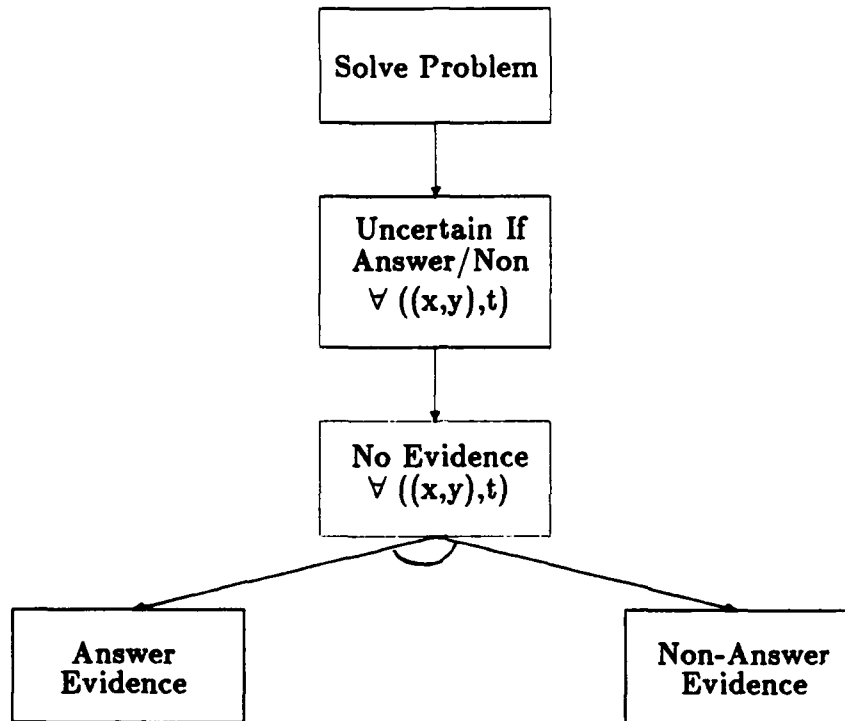 Solve Problem
Uncertain If
Answer/Non
∀ ((x,y),t)
No Evidence
∀ ((x,y),t)
Answer
Evidence
Non-Answer
Evidence